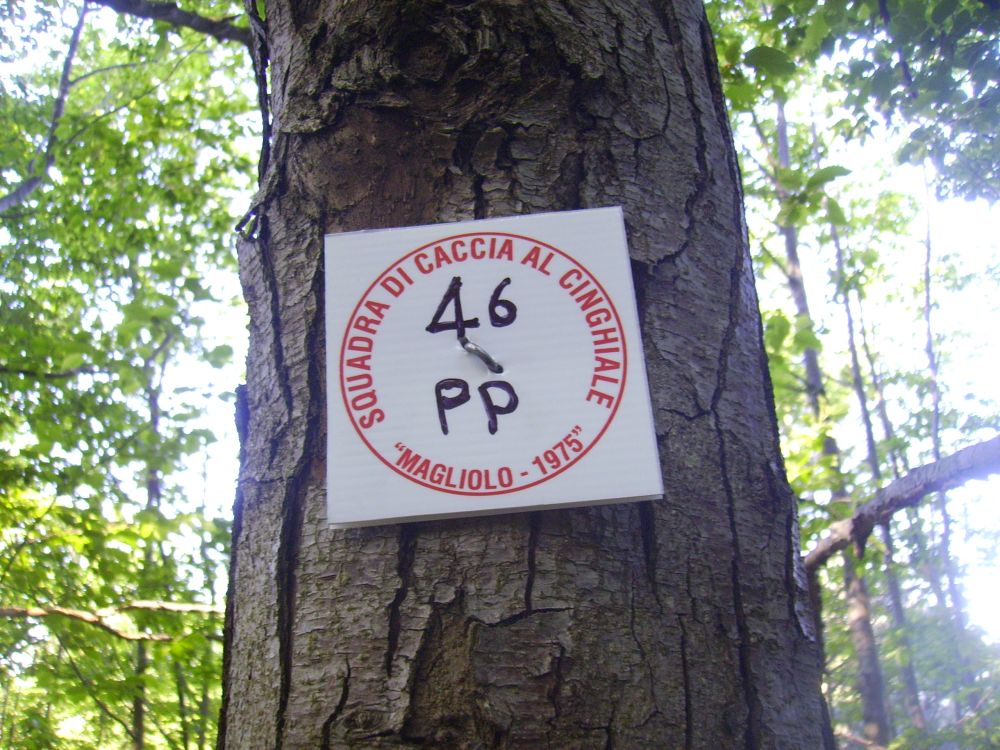 SQUADRA DI CACCIA AL CINGHIALE
46
PP
"MAGLIOLO - 1975"